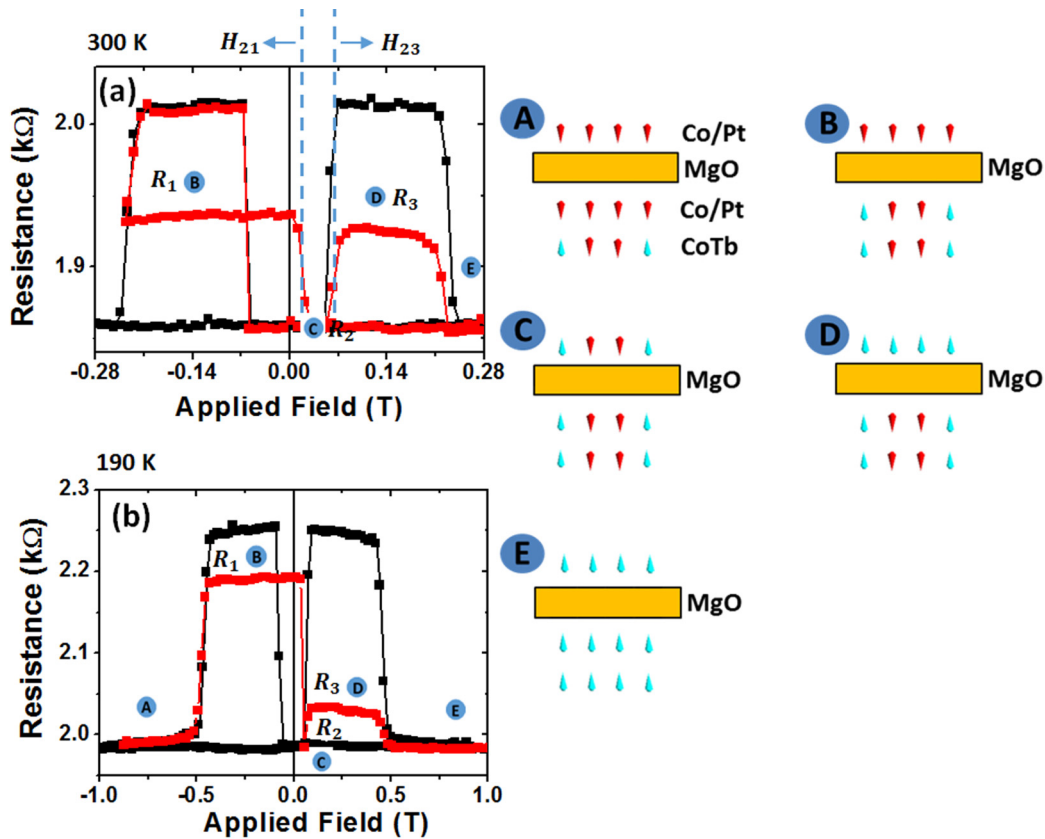 300 K
H21 H23
(a)
Resistance (kΩ)
2.0
1.9
R1 B
D R3
E
C R2
-0.28 -0.14 0.00 0.14 0.28
Applied Field (T)
190 K
(b)
Resistance (kΩ)
2.3
2.2
2.1
2.0
R1 B
A
R3 D
E
R2
C
-1.0 -0.5 0.0 0.5 1.0
Applied Field (T)
A
Co/Pt
MgO
Co/Pt
CoTb
B
MgO
C
MgO
D
MgO
E
MgO